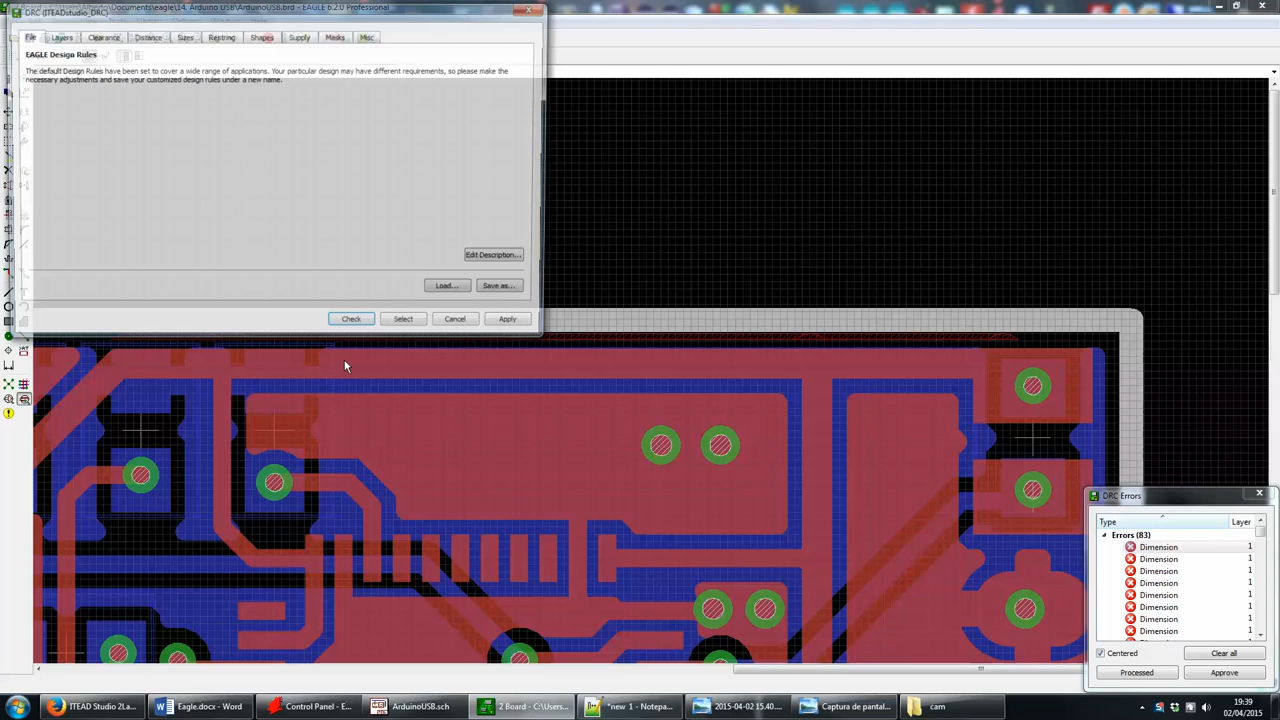 DRC (ITEADstudio_DRC)
\Documents\eagle\14. Arduino USB\ArduinoUSB.brd - EAGLE 6.2.0 Professional
File Layers Clearance Distance Sizes Restring Shapes Supply Masks Misc
EAGLE Design Rules
The default Design Rules have been set to cover a wide range of applications. Your particular design may have different requirements, so please make the
necessary adjustments and save your customized design rules under a new name.
Edit Description...
Load... Save as...
Check Select Cancel Apply
DRC Errors
Type Layer
Errors (83)
Dimension 1
Dimension 1
Dimension 1
Dimension 1
Dimension 1
Dimension 1
Dimension 1
Dimension 1
Centered Clear all
Processed Approve
ITEAD Studio 2La...
Eagle.docx - Word
Control Panel - E...
ArduinoUSB.sch
2 Board - C:\Users...
*new 1 - Notepa...
2015-04-02 15.40....
Captura de pantal...
cam
19:39
02/04/2015